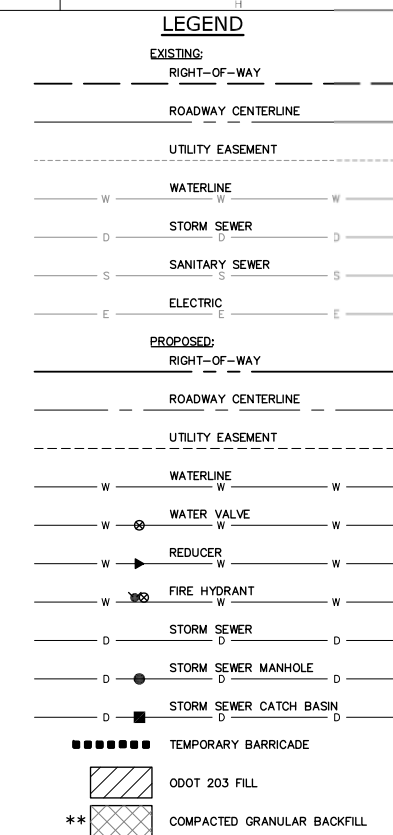 H
LEGEND
EXISTING:
RIGHT-OF-WAY
ROADWAY CENTERLINE
UTILITY EASEMENT
WATERLINE
W W W
STORM SEWER
D D D
SANITARY SEWER
S S S
ELECTRIC
E E E
PROPOSED:
RIGHT-OF-WAY
ROADWAY CENTERLINE
UTILITY EASEMENT
WATERLINE
W W W
WATER VALVE
W W W
REDUCER
W W W
FIRE HYDRANT
W W W
STORM SEWER
D D D
STORM SEWER MANHOLE
D D D
STORM SEWER CATCH BASIN
D D D
TEMPORARY BARRICADE
ODOT 203 FILL
** COMPACTED GRANULAR BACKFILL